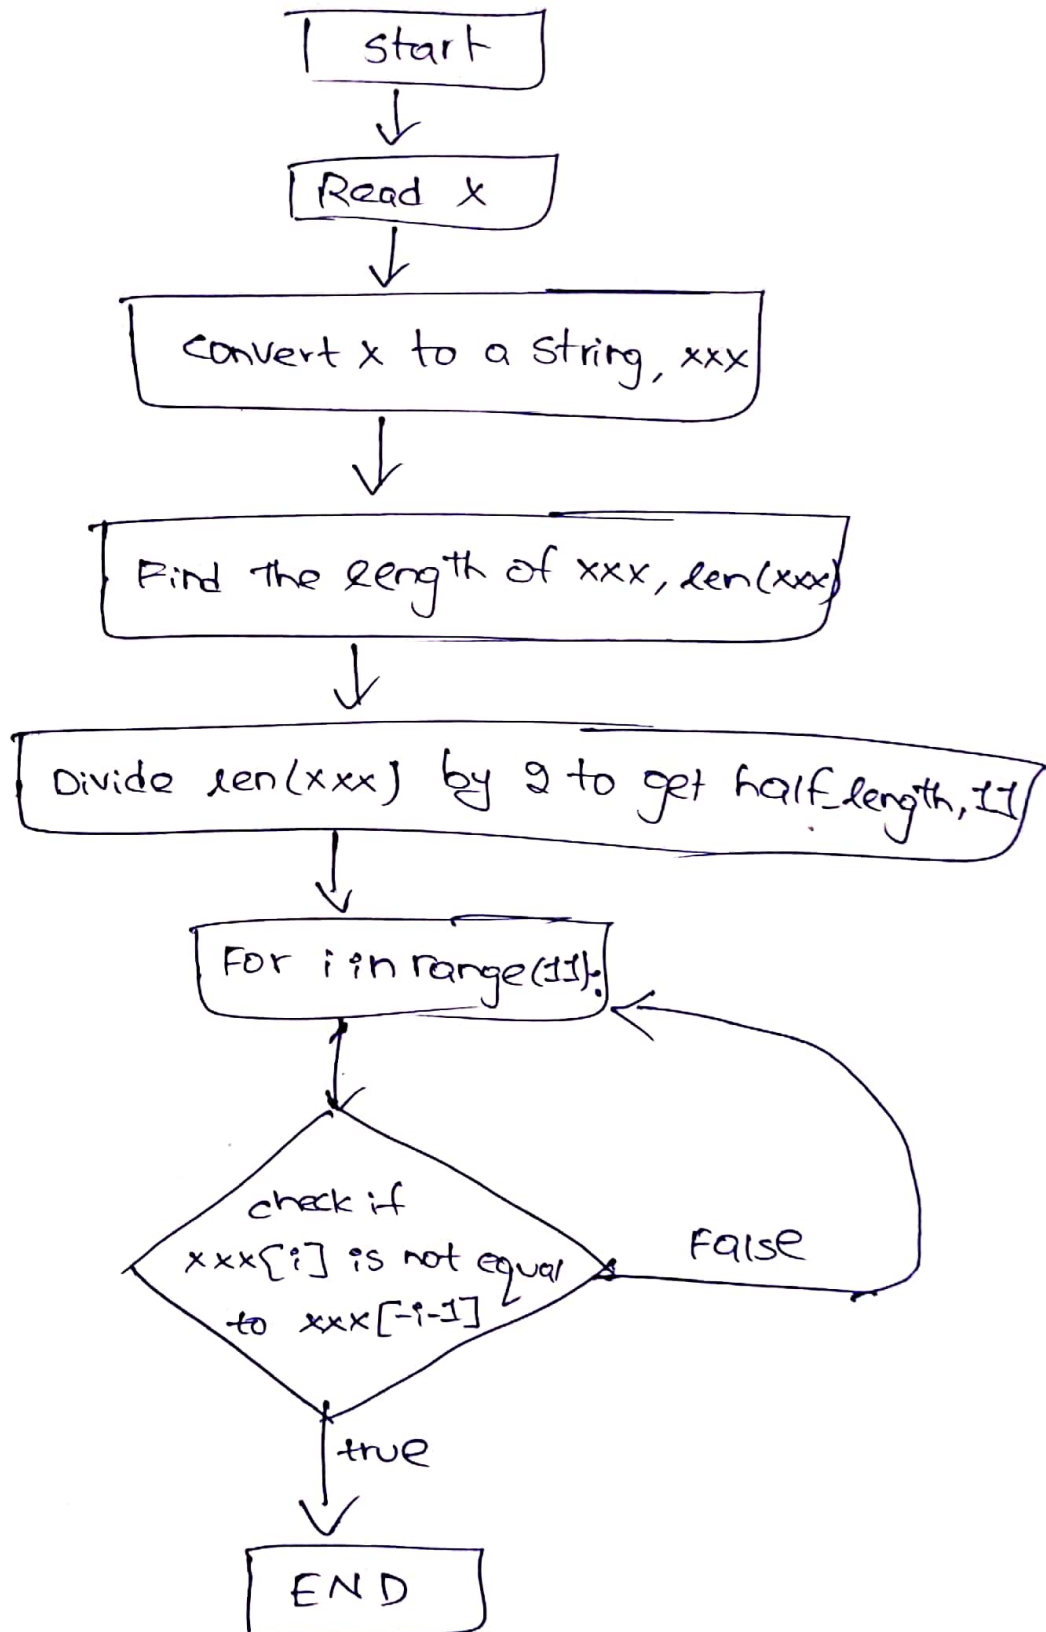 Start
Read x
convert x to a string, xxx
Find the length of xxx, len(xxx)
Divide len(xxx) by 2 to get half_length, 11
For i in range(11):
check if
xxx[i] is not equal
to xxx[-i-1]
False
true
END